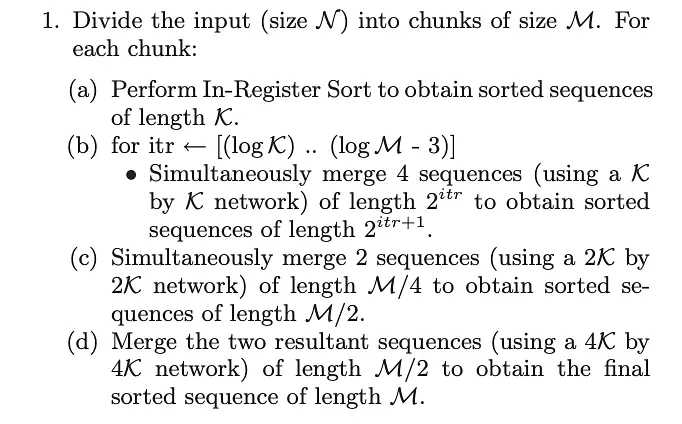 1. Divide the input (size 𝒩) into chunks of size ℳ. For
each chunk:
(a) Perform In-Register Sort to obtain sorted sequences
of length 𝒦.
(b) for itr ← [(log 𝒦) .. (log ℳ - 3)]
• Simultaneously merge 4 sequences (using a 𝒦
by 𝒦 network) of length 2^{itr} to obtain sorted
sequences of length 2^{itr+1}.
(c) Simultaneously merge 2 sequences (using a 2𝒦 by
2𝒦 network) of length ℳ/4 to obtain sorted se-
quences of length ℳ/2.
(d) Merge the two resultant sequences (using a 4𝒦 by
4𝒦 network) of length ℳ/2 to obtain the final
sorted sequence of length ℳ.